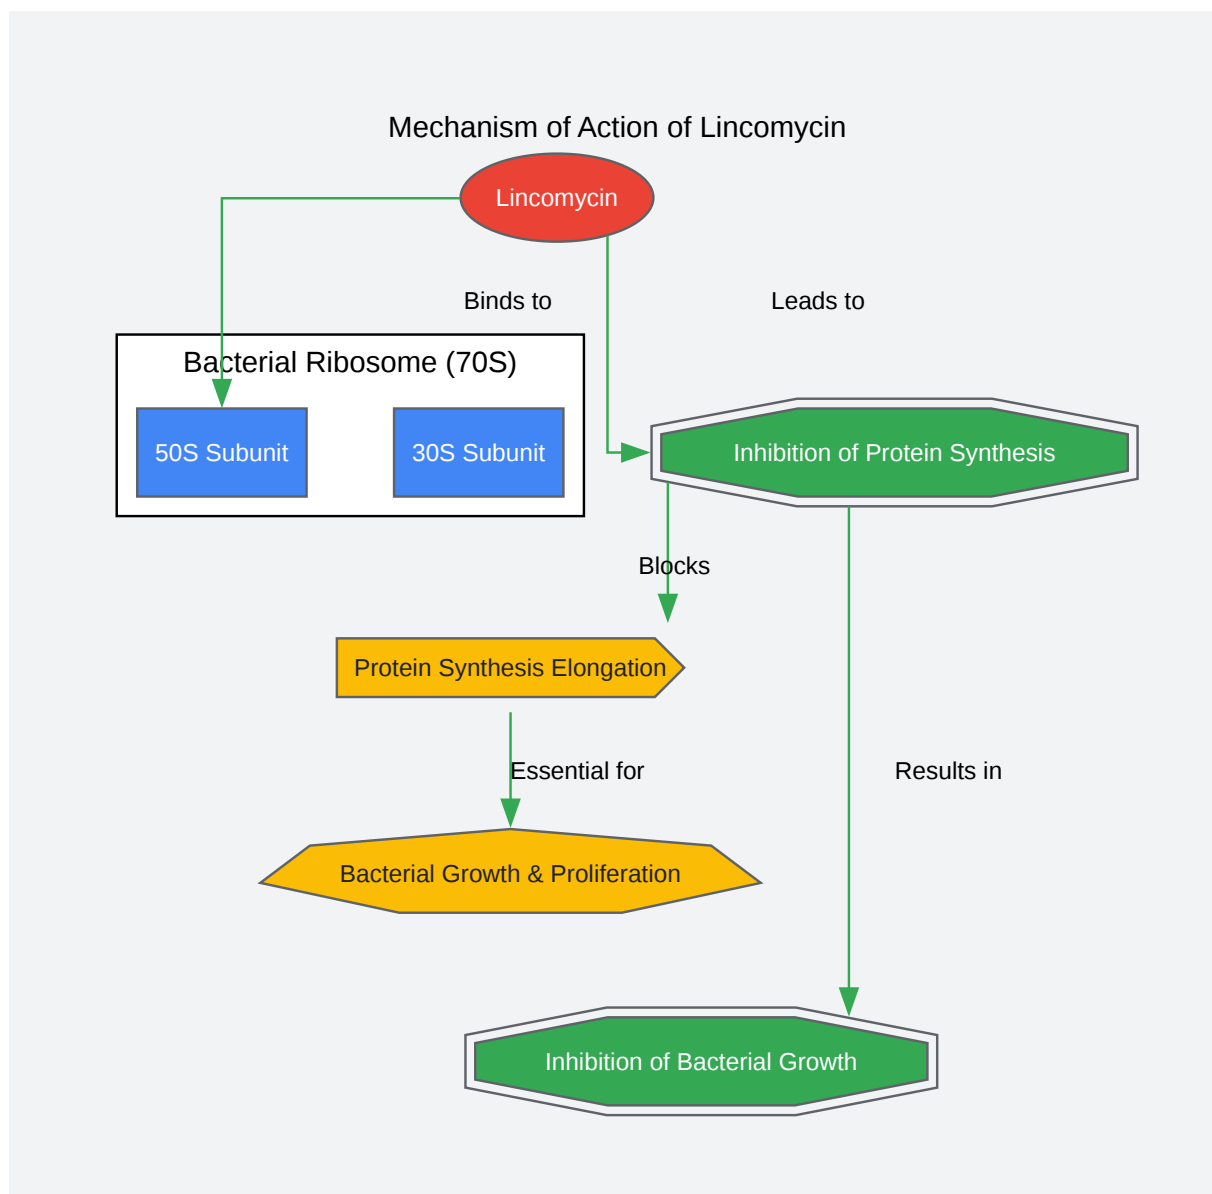 Mechanism of Action of Lincomycin
Lincomycin
Binds to
Leads to
Bacterial Ribosome (70S)
50S Subunit
30S Subunit
Inhibition of Protein Synthesis
Blocks
Protein Synthesis Elongation
Essential for
Results in
Bacterial Growth & Proliferation
Inhibition of Bacterial Growth